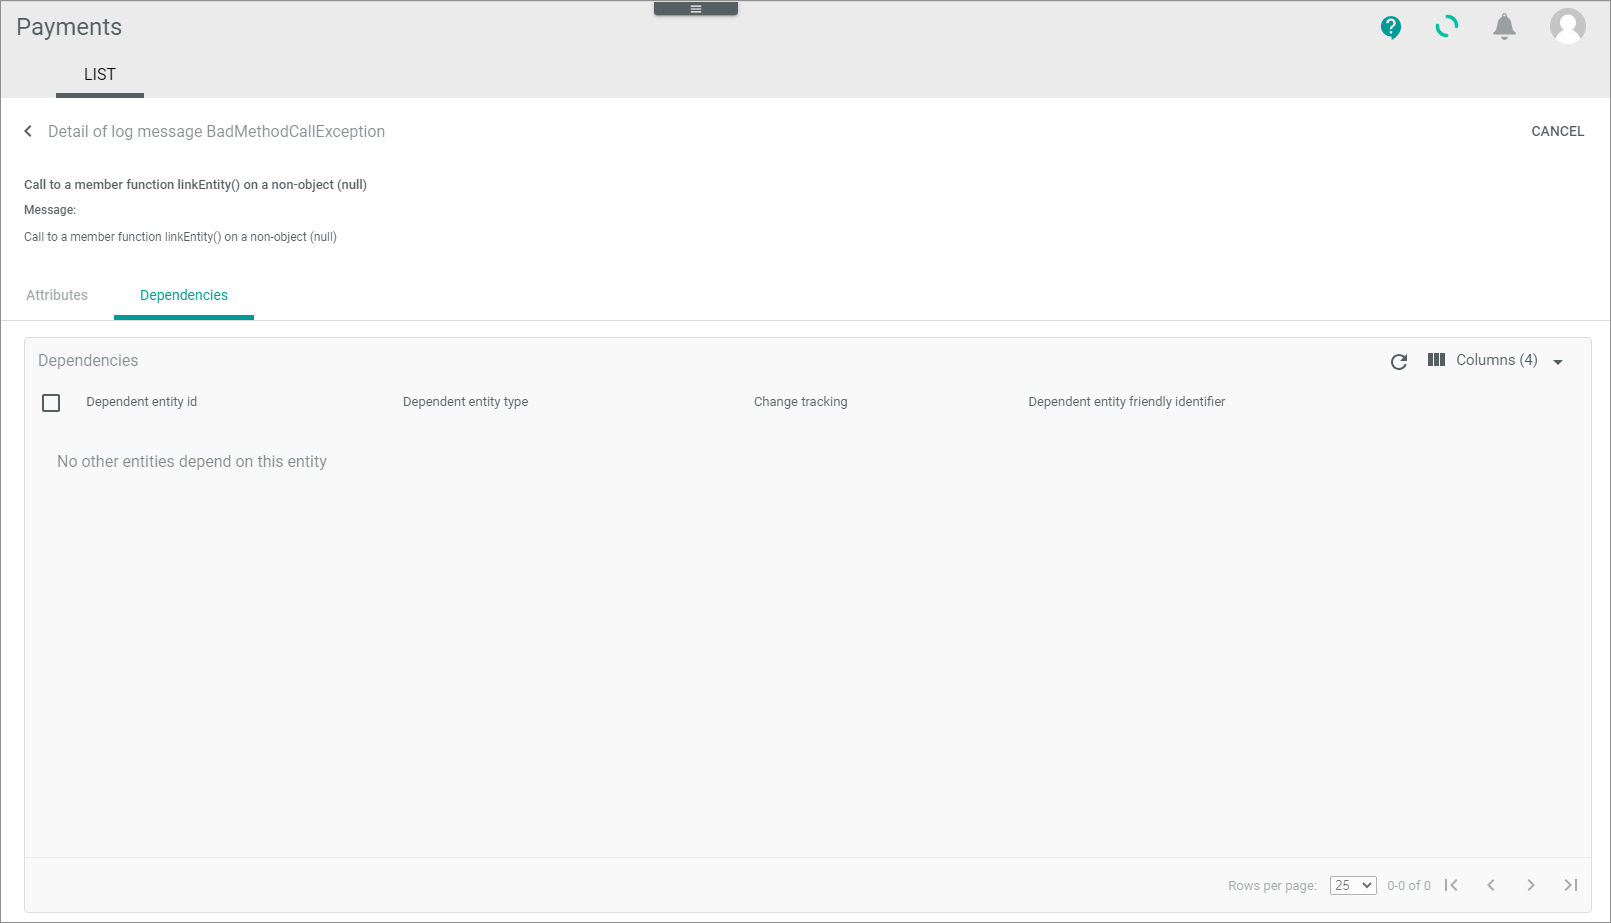 Payments
LIST
Detail of log message BadMethodCallException
CANCEL
Call to a member function linkEntity() on a non-object (null)
Message:
Call to a member function linkEntity() on a non-object (null)
Attributes
Dependencies
Dependencies
Columns (4)
Dependent entity id
Dependent entity type
Change tracking
Dependent entity friendly identifier
No other entities depend on this entity
Rows per page:
25
0-0 of 0